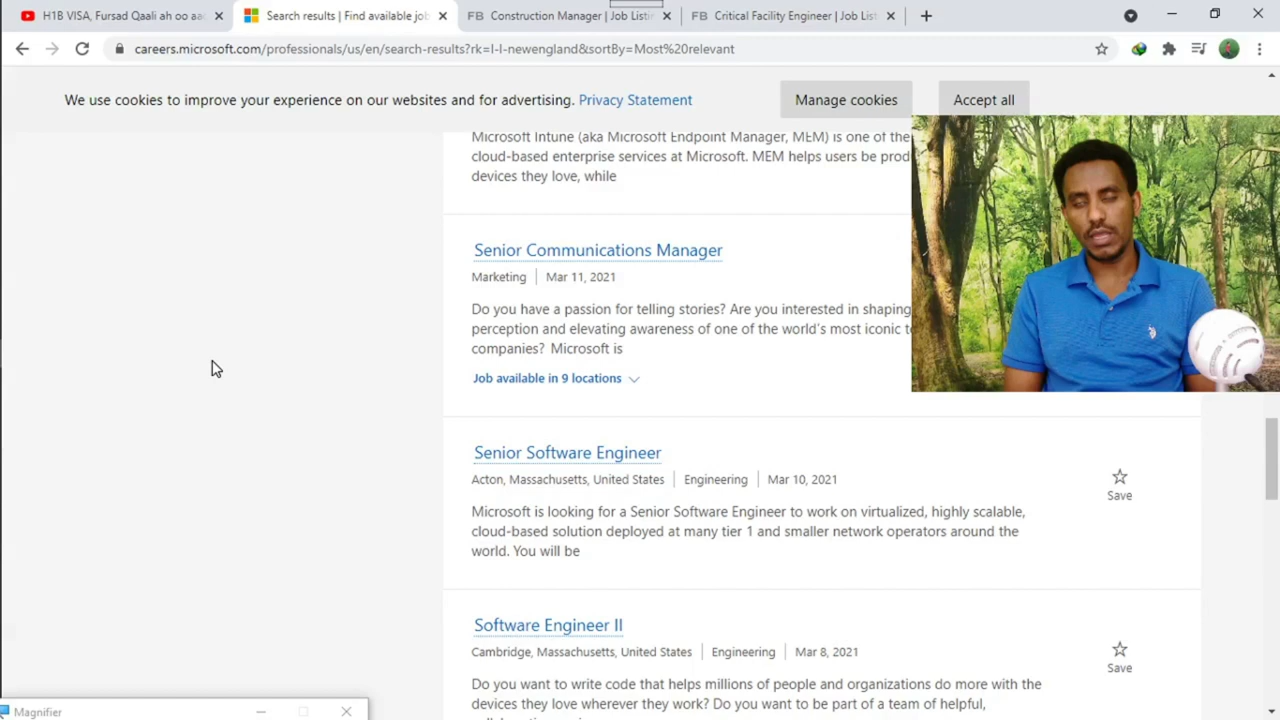 H1B VISA, Fursad Qaali ah oo aad
Search results | Find available job
FB Construction Manager | Job Listin
FB Critical Facility Engineer | Job List
careers.microsoft.com/professionals/us/en/search-results?rk=l-l-newengland&sortBy=Most%20relevant
We use cookies to improve your experience on our websites and for advertising. Privacy Statement
Manage cookies
Accept all
Microsoft Intune (aka Microsoft Endpoint Manager, MEM) is one of the
cloud-based enterprise services at Microsoft. MEM helps users be prod
devices they love, while
Senior Communications Manager
Marketing | Mar 11, 2021
Do you have a passion for telling stories? Are you interested in shaping
perception and elevating awareness of one of the world's most iconic te
companies? Microsoft is
Job available in 9 locations
Senior Software Engineer
Acton, Massachusetts, United States | Engineering | Mar 10, 2021
Save
Microsoft is looking for a Senior Software Engineer to work on virtualized, highly scalable,
cloud-based solution deployed at many tier 1 and smaller network operators around the
world. You will be
Software Engineer II
Cambridge, Massachusetts, United States | Engineering | Mar 8, 2021
Save
Do you want to write code that helps millions of people and organizations do more with the
devices they love wherever they work? Do you want to be part of a team of helpful,
Magnifier